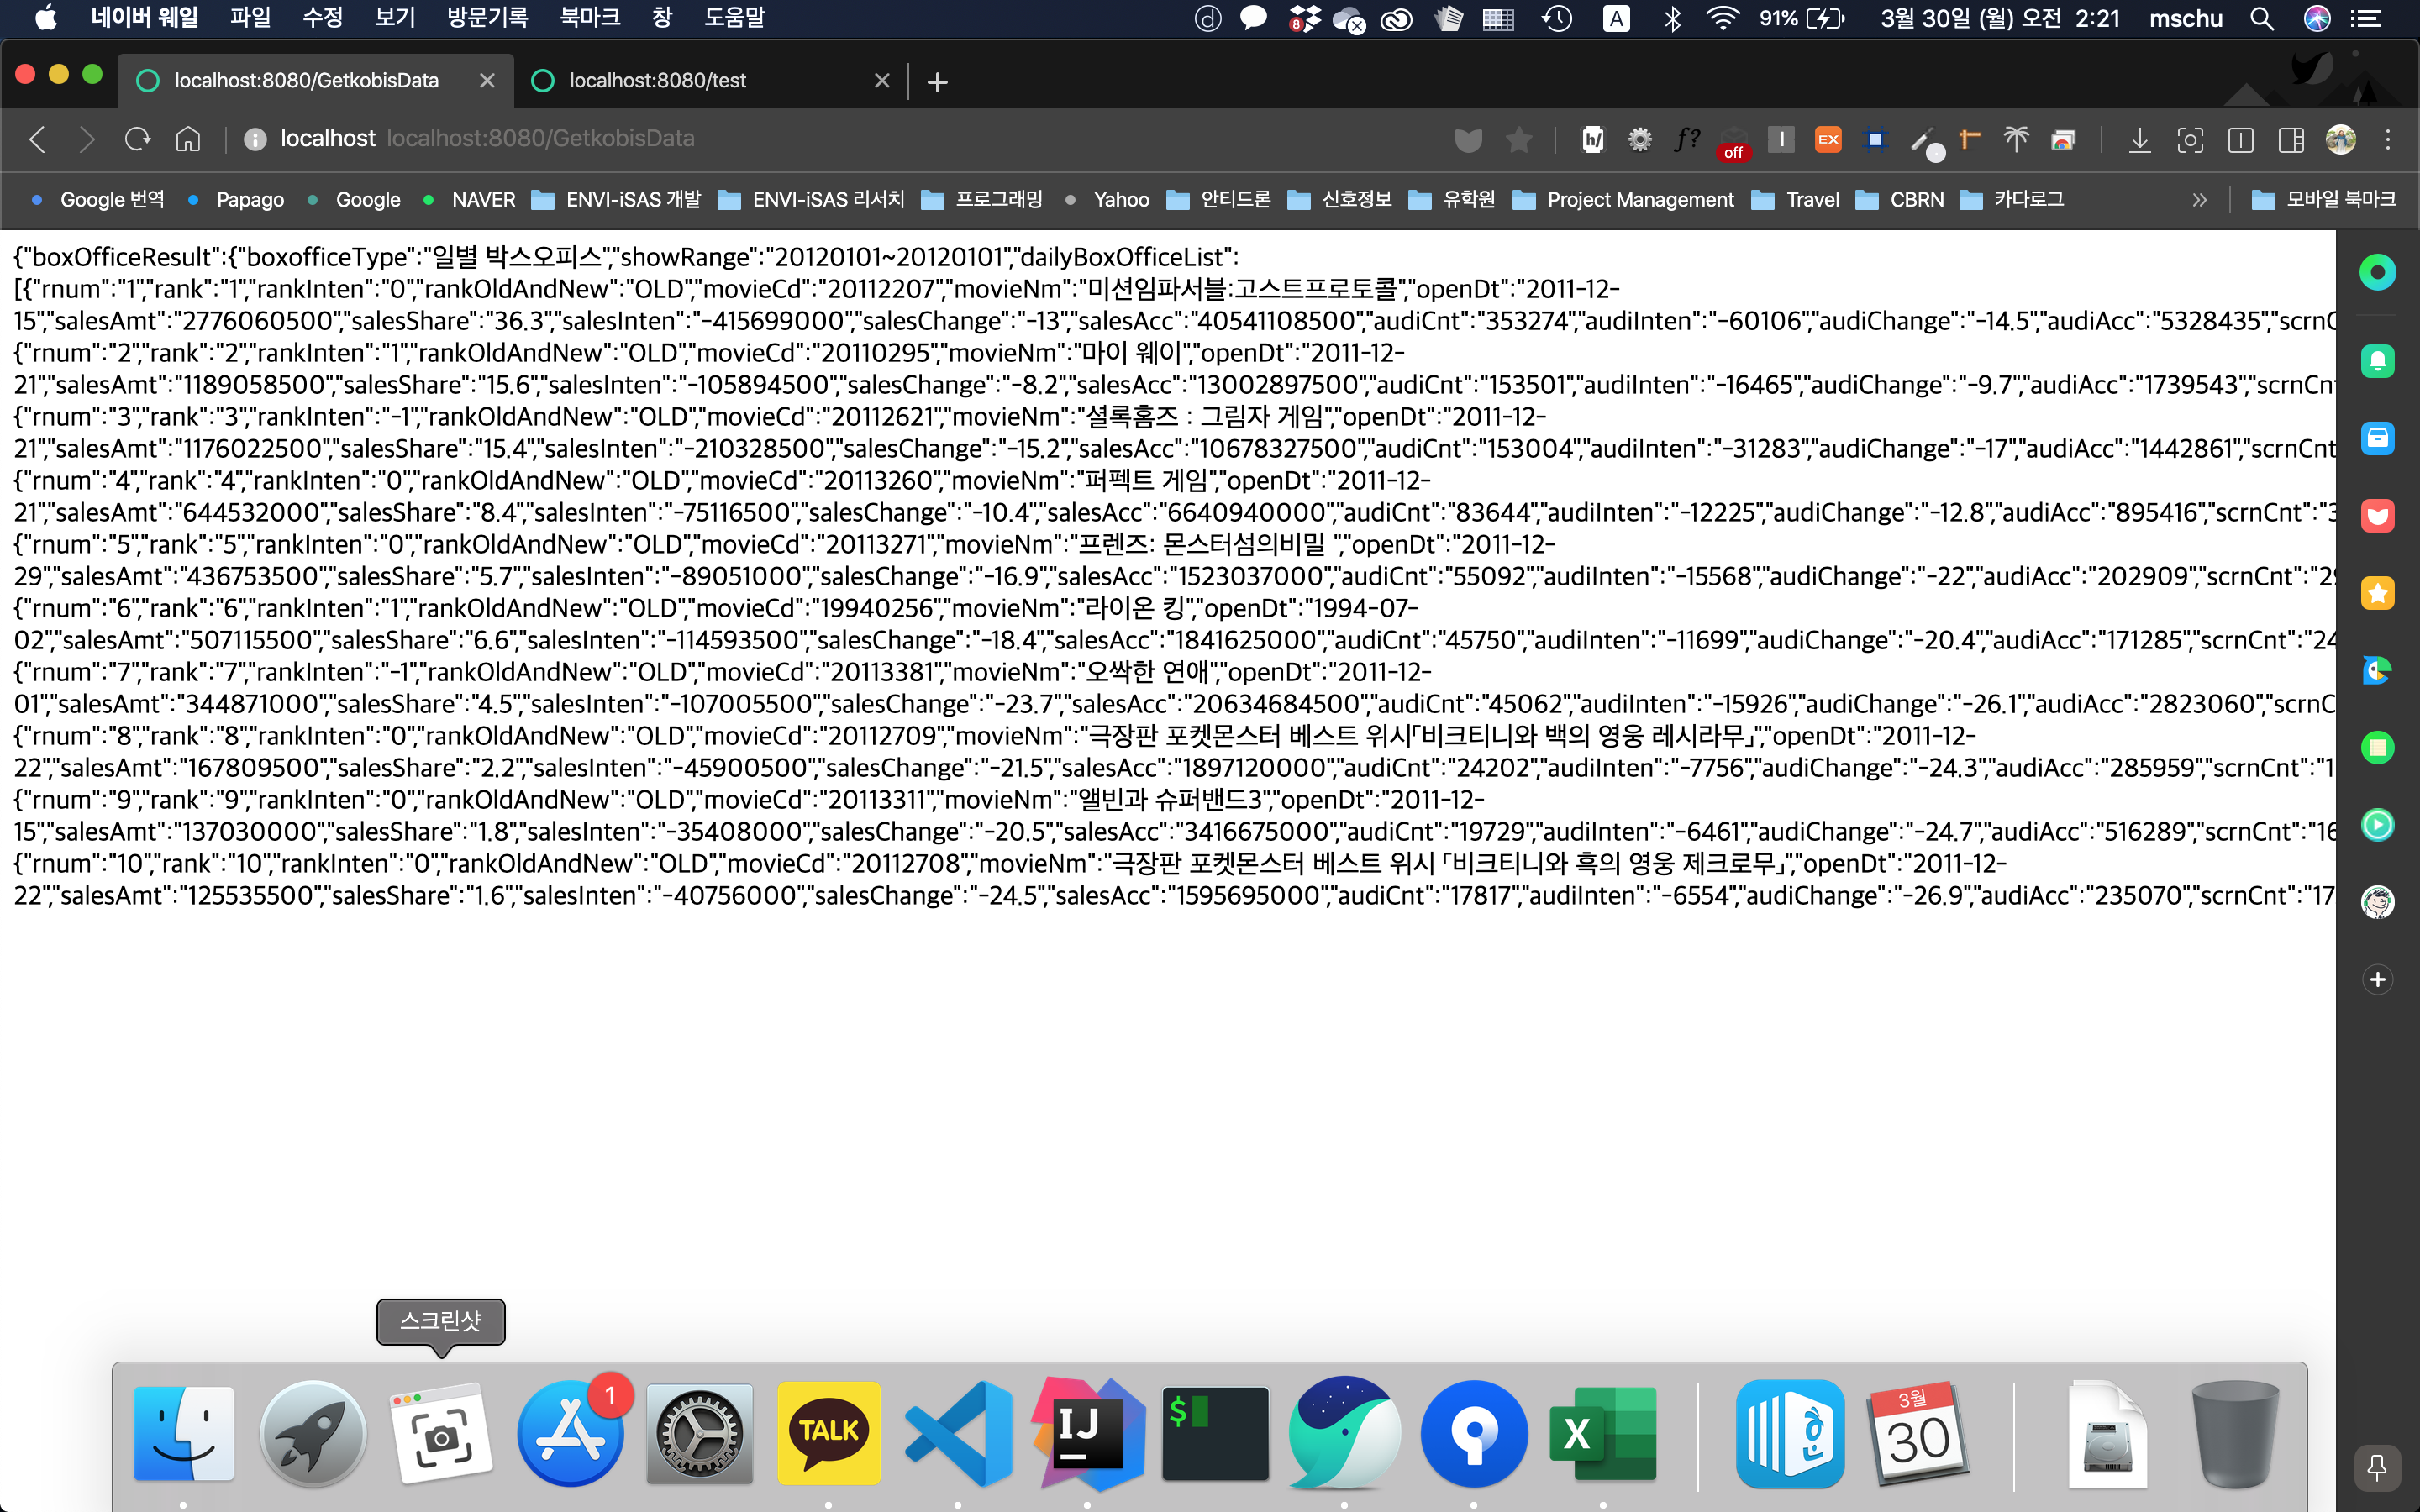 네이버 웨일 파일 수정 보기 방문기록 북마크 창 도움말 8 A 91% 3월 30일 (월) 오전 2:21 mschu
localhost:8080/GetkobisData localhost:8080/test
localhost localhost:8080/GetkobisData h/ f? off EX
Google 번역 Papago Google NAVER ENVI-iSAS 개발 ENVI-iSAS 리서치 프로그래밍 Yahoo 안티드론 신호정보 유학원 Project Management Travel CBRN 카다로그 » 모바일 북마크
{"boxOfficeResult":{"boxofficeType":"일별 박스오피스","showRange":"20120101~20120101","dailyBoxOfficeList":
[{"rnum":"1","rank":"1","rankInten":"0","rankOldAndNew":"OLD","movieCd":"20112207","movieNm":"미션임파서블:고스트프로토콜","openDt":"2011-12-
15","salesAmt":"2776060500","salesShare":"36.3","salesInten":"-415699000","salesChange":"-13","salesAcc":"40541108500","audiCnt":"353274","audiInten":"-60106","audiChange":"-14.5","audiAcc":"5328435","scrnC
{"rnum":"2","rank":"2","rankInten":"1","rankOldAndNew":"OLD","movieCd":"20110295","movieNm":"마이 웨이","openDt":"2011-12-
21","salesAmt":"1189058500","salesShare":"15.6","salesInten":"-105894500","salesChange":"-8.2","salesAcc":"13002897500","audiCnt":"153501","audiInten":"-16465","audiChange":"-9.7","audiAcc":"1739543","scrnCnt
{"rnum":"3","rank":"3","rankInten":"-1","rankOldAndNew":"OLD","movieCd":"20112621","movieNm":"셜록홈즈 : 그림자 게임","openDt":"2011-12-
21","salesAmt":"1176022500","salesShare":"15.4","salesInten":"-210328500","salesChange":"-15.2","salesAcc":"10678327500","audiCnt":"153004","audiInten":"-31283","audiChange":"-17","audiAcc":"1442861","scrnCnt
{"rnum":"4","rank":"4","rankInten":"0","rankOldAndNew":"OLD","movieCd":"20113260","movieNm":"퍼펙트 게임","openDt":"2011-12-
21","salesAmt":"644532000","salesShare":"8.4","salesInten":"-75116500","salesChange":"-10.4","salesAcc":"6640940000","audiCnt":"83644","audiInten":"-12225","audiChange":"-12.8","audiAcc":"895416","scrnCnt":"3
{"rnum":"5","rank":"5","rankInten":"0","rankOldAndNew":"OLD","movieCd":"20113271","movieNm":"프렌즈: 몬스터섬의비밀 ","openDt":"2011-12-
29","salesAmt":"436753500","salesShare":"5.7","salesInten":"-89051000","salesChange":"-16.9","salesAcc":"1523037000","audiCnt":"55092","audiInten":"-15568","audiChange":"-22","audiAcc":"202909","scrnCnt":"29
{"rnum":"6","rank":"6","rankInten":"1","rankOldAndNew":"OLD","movieCd":"19940256","movieNm":"라이온 킹","openDt":"1994-07-
02","salesAmt":"507115500","salesShare":"6.6","salesInten":"-114593500","salesChange":"-18.4","salesAcc":"1841625000","audiCnt":"45750","audiInten":"-11699","audiChange":"-20.4","audiAcc":"171285","scrnCnt":"24
{"rnum":"7","rank":"7","rankInten":"-1","rankOldAndNew":"OLD","movieCd":"20113381","movieNm":"오싹한 연애","openDt":"2011-12-
01","salesAmt":"344871000","salesShare":"4.5","salesInten":"-107005500","salesChange":"-23.7","salesAcc":"20634684500","audiCnt":"45062","audiInten":"-15926","audiChange":"-26.1","audiAcc":"2823060","scrnC
{"rnum":"8","rank":"8","rankInten":"0","rankOldAndNew":"OLD","movieCd":"20112709","movieNm":"극장판 포켓몬스터 베스트 위시「비크티니와 백의 영웅 레시라무」","openDt":"2011-12-
22","salesAmt":"167809500","salesShare":"2.2","salesInten":"-45900500","salesChange":"-21.5","salesAcc":"1897120000","audiCnt":"24202","audiInten":"-7756","audiChange":"-24.3","audiAcc":"285959","scrnCnt":"1
{"rnum":"9","rank":"9","rankInten":"0","rankOldAndNew":"OLD","movieCd":"20113311","movieNm":"앨빈과 슈퍼밴드3","openDt":"2011-12-
15","salesAmt":"137030000","salesShare":"1.8","salesInten":"-35408000","salesChange":"-20.5","salesAcc":"3416675000","audiCnt":"19729","audiInten":"-6461","audiChange":"-24.7","audiAcc":"516289","scrnCnt":"16
{"rnum":"10","rank":"10","rankInten":"0","rankOldAndNew":"OLD","movieCd":"20112708","movieNm":"극장판 포켓몬스터 베스트 위시 「비크티니와 흑의 영웅 제크로무」","openDt":"2011-12-
22","salesAmt":"125535500","salesShare":"1.6","salesInten":"-40756000","salesChange":"-24.5","salesAcc":"1595695000","audiCnt":"17817","audiInten":"-6554","audiChange":"-26.9","audiAcc":"235070","scrnCnt":"17
스크린샷
1 TALK IJ $ X 3월 30